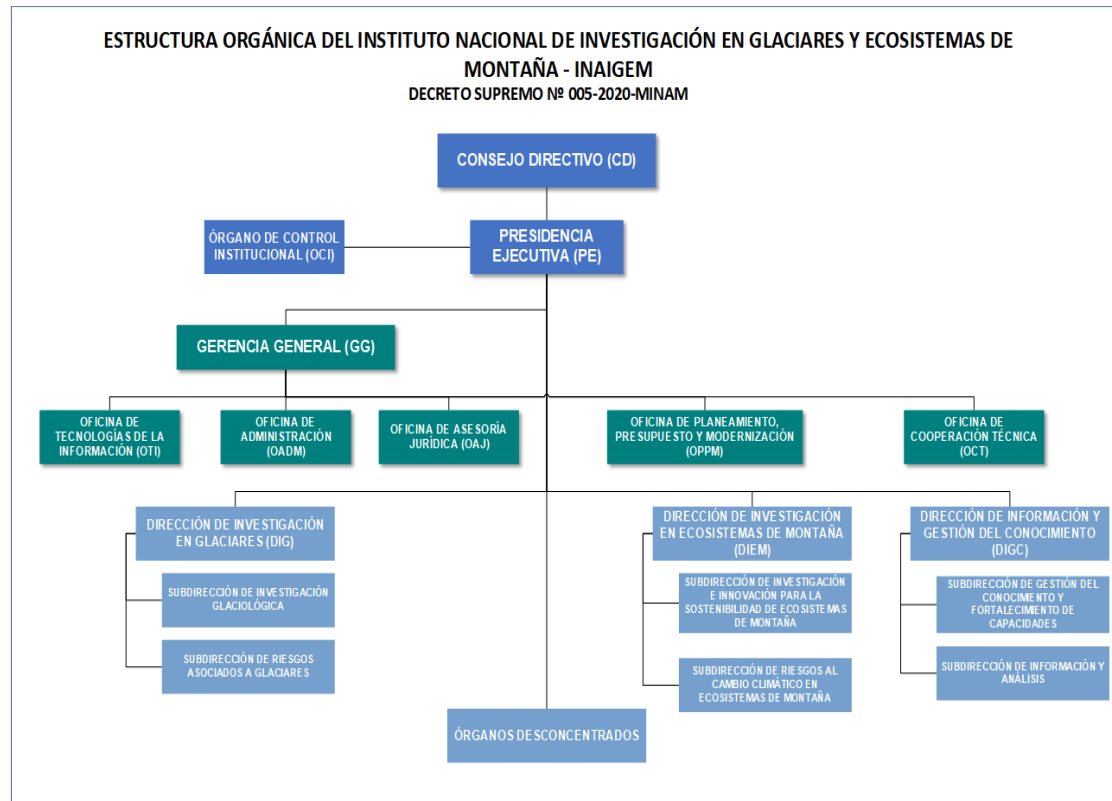 ESTRUCTURA ORGÁNICA DEL INSTITUTO NACIONAL DE INVESTIGACIÓN EN GLACIARES Y ECOSISTEMAS DE
MONTAÑA - INAIGEM
DECRETO SUPREMO Nº 005-2020-MINAM
CONSEJO DIRECTIVO (CD)
ÓRGANO DE CONTROL
INSTITUCIONAL (OCI)
PRESIDENCIA
EJECUTIVA (PE)
GERENCIA GENERAL (GG)
OFICINA DE
TECNOLOGÍAS DE LA
INFORMACIÓN (OTI)
OFICINA DE
ADMINISTRACIÓN
(OADM)
OFICINA DE ASESORÍA
JURÍDICA (OAJ)
OFICINA DE PLANEAMIENTO,
PRESUPUESTO Y MODERNIZACIÓN
(OPPM)
OFICINA DE
COOPERACIÓN TÉCNICA
(OCT)
DIRECCIÓN DE INVESTIGACIÓN
EN GLACIARES (DIG)
SUBDIRECCIÓN DE INVESTIGACIÓN
GLACIOLÓGICA
SUBDIRECCIÓN DE RIESGOS
ASOCIADOS A GLACIARES
DIRECCIÓN DE INVESTIGACIÓN
EN ECOSISTEMAS DE MONTAÑA (DIEM)
SUBDIRECCIÓN DE INVESTIGACIÓN
E INNOVACIÓN PARA LA
SOSTENIBILIDAD DE ECOSISTEMAS
DE MONTAÑA
SUBDIRECCIÓN DE RIESGOS AL
CAMBIO CLIMÁTICO EN
ECOSISTEMAS DE MONTAÑA
DIRECCIÓN DE INFORMACIÓN Y
GESTIÓN DEL CONOCIMIENTO (DIGC)
SUBDIRECCIÓN DE GESTIÓN DEL
CONOCIMIENTO Y
FORTALECIMIENTO DE
CAPACIDADES
SUBDIRECCIÓN DE INFORMACIÓN Y
ANÁLISIS
ÓRGANOS DESCONCENTRADOS